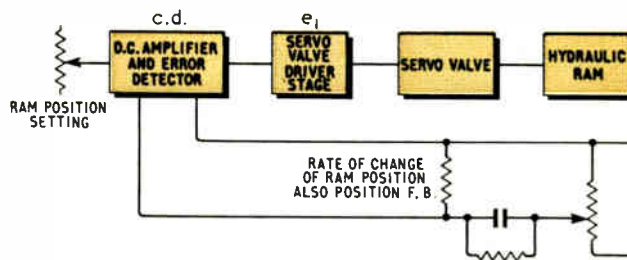 c.d.
e₁
D.C. AMPLIFIER
AND ERROR
DETECTOR
SERVO
VALVE
DRIVER
STAGE
SERVO VALVE
HYDRAULIC
RAM
RAM POSITION
SETTING
RATE OF CHANGE
OF RAM POSITION
ALSO POSITION F.B.